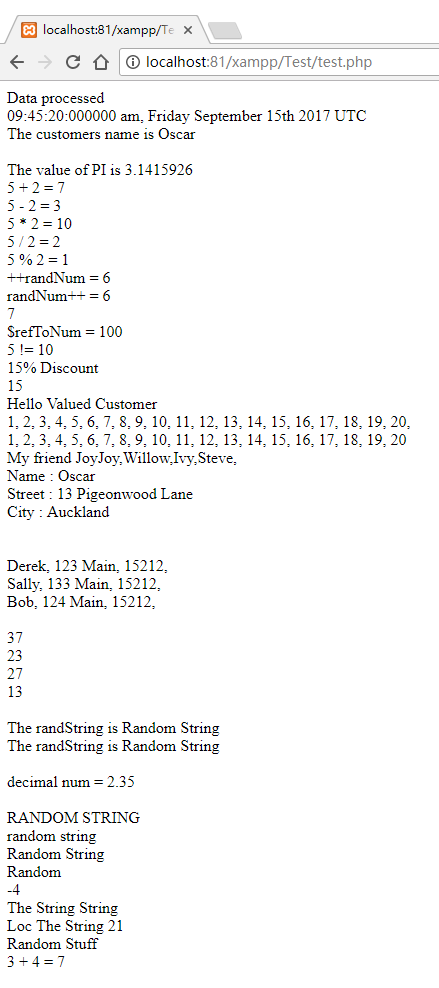 localhost:81/xampp/Te
localhost:81/xampp/Test/test.php
Data processed
09:45:20:000000 am, Friday September 15th 2017 UTC
The customers name is Oscar
The value of PI is 3.1415926
5 + 2 = 7
5 - 2 = 3
5 * 2 = 10
5 / 2 = 2
5 % 2 = 1
++randNum = 6
randNum++ = 6
7
$refToNum = 100
5 != 10
15% Discount
15
Hello Valued Customer
1, 2, 3, 4, 5, 6, 7, 8, 9, 10, 11, 12, 13, 14, 15, 16, 17, 18, 19, 20,
1, 2, 3, 4, 5, 6, 7, 8, 9, 10, 11, 12, 13, 14, 15, 16, 17, 18, 19, 20
My friend JoyJoy,Willow,Ivy,Steve,
Name : Oscar
Street : 13 Pigeonwood Lane
City : Auckland
Derek, 123 Main, 15212,
Sally, 133 Main, 15212,
Bob, 124 Main, 15212,
37
23
27
13
The randString is Random String
The randString is Random String
decimal num = 2.35
RANDOM STRING
random string
Random String
Random
-4
The String String
Loc The String 21
Random Stuff
3 + 4 = 7